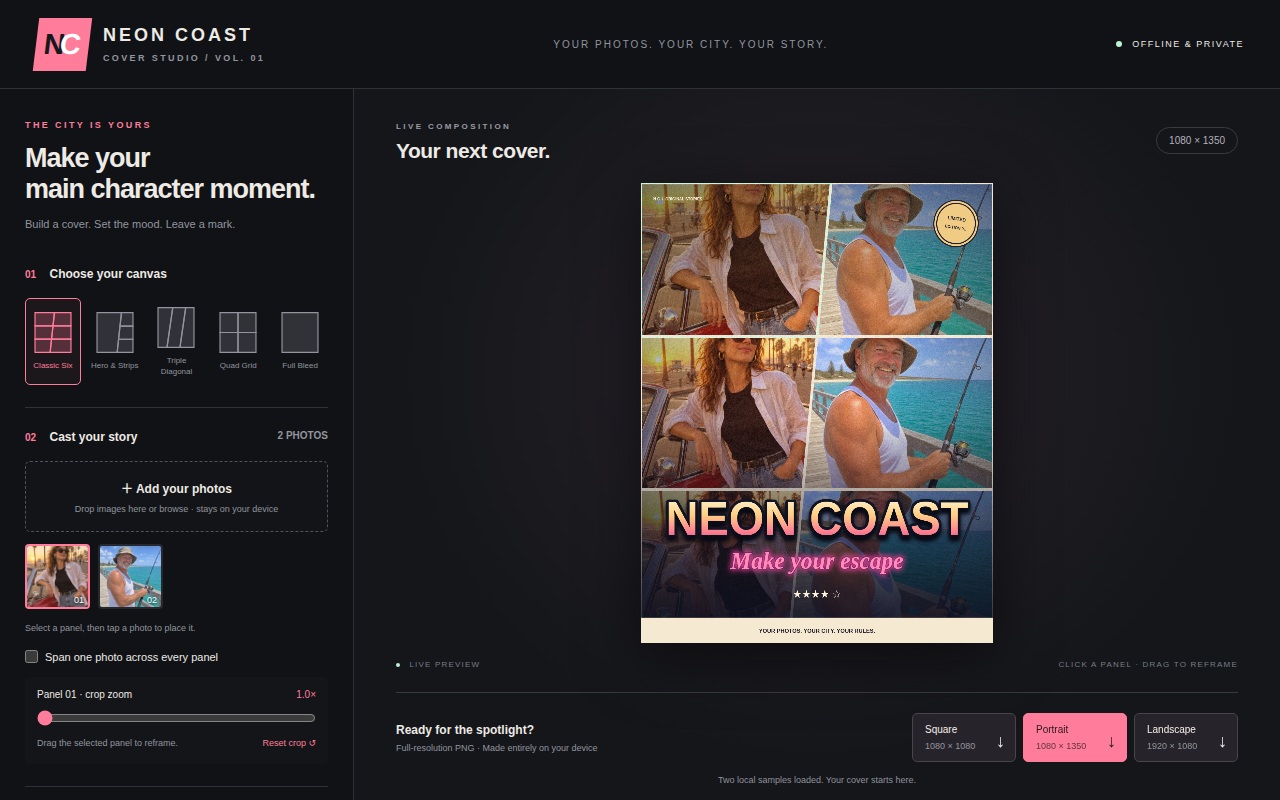 NC
NEON COAST
COVER STUDIO / VOL. 01
YOUR PHOTOS. YOUR CITY. YOUR STORY.
OFFLINE & PRIVATE
THE CITY IS YOURS
Make your
main character moment.
Build a cover. Set the mood. Leave a mark.
01 Choose your canvas
Classic Six
Hero & Strips
Triple
Diagonal
Quad Grid
Full Bleed
02 Cast your story
2 PHOTOS
+ Add your photos
Drop images here or browse · stays on your device
01
02
Select a panel, then tap a photo to place it.
Span one photo across every panel
Panel 01 · crop zoom
1.0×
Drag the selected panel to reframe.
Reset crop ↺
LIVE COMPOSITION
Your next cover.
1080 × 1350
ORIGINAL STORIES
LIMITED
NEON COAST
Make your escape
★★★★ ☆
YOUR PHOTOS. YOUR CITY. YOUR RULES.
LIVE PREVIEW
CLICK A PANEL · DRAG TO REFRAME
Ready for the spotlight?
Full-resolution PNG · Made entirely on your device
Square
1080 × 1080
↓
Portrait
1080 × 1350
↓
Landscape
1920 × 1080
↓
Two local samples loaded. Your cover starts here.